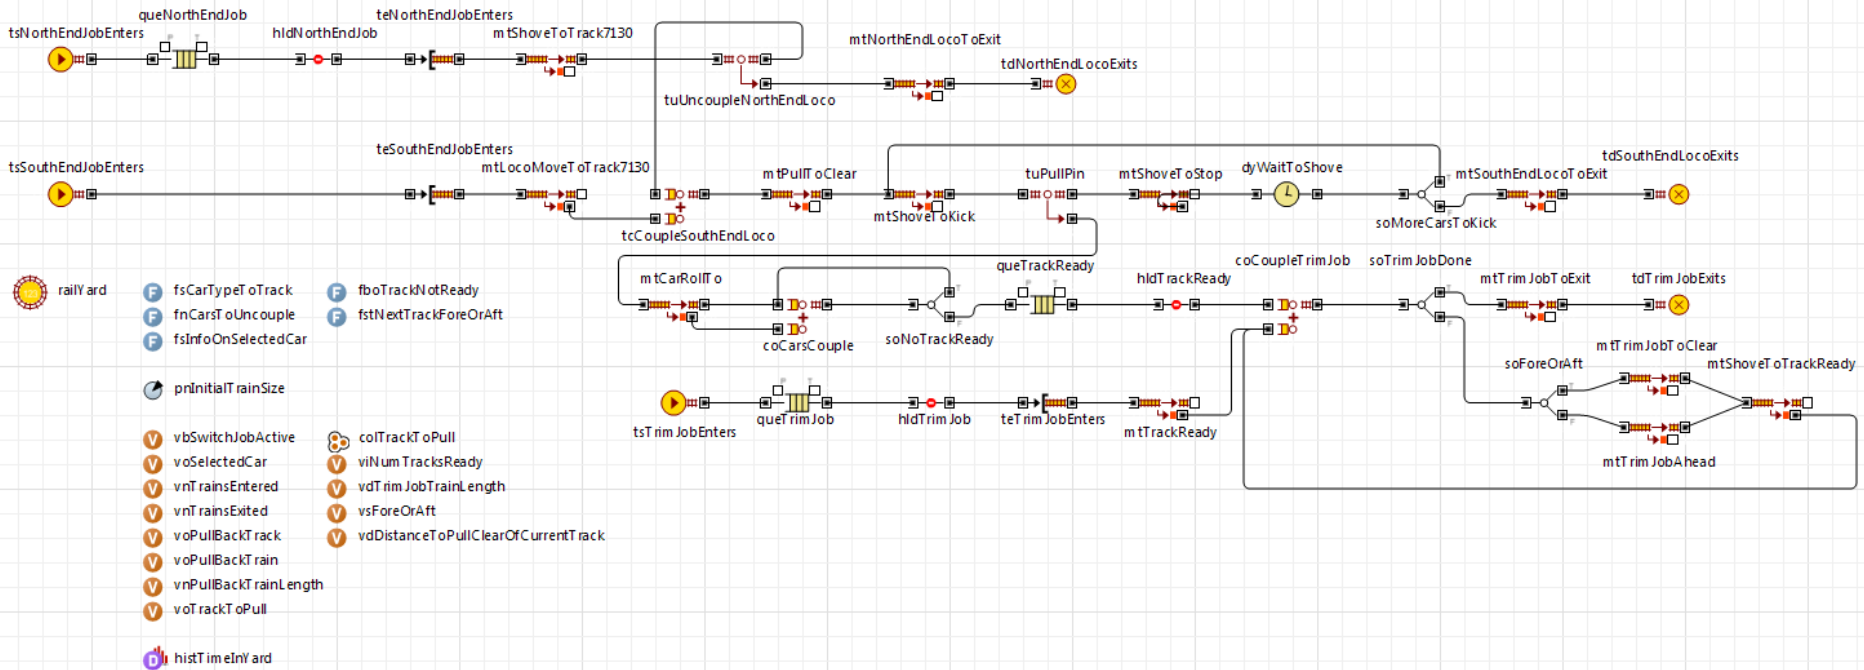 queNorthEndJob
teNorthEndJobEnters
tsNorthEndJobEnters
hldNorthEndJob
mtShoveToTrack7130
mtNorthEndLocoToExit
tdNorthEndLocoExits
tuUncoupleNorthEndLoco
teSouthEndJobEnters
tsSouthEndJobEnters
mtLocoMoveToTrack7130
mtPullToClear
tuPullPin
mtShoveToStop
dyWaitToShove
mtSouthEndLocoToExit
tdSouthEndLocoExits
mtShoveToKick
soMoreCarsToKick
tcCoupleSouthEndLoco
mtCarRollTo
queTrackReady
hldTrackReady
coCoupleTrimJob
soTrimJobDone
mtTrimJobToExit
tdTrimJobExits
railYard
fsCarTypeToTrack
fboTrackNotReady
fnCarsToUncouple
fstNextTrackForeOrAft
fsInfoOnSelectedCar
coCarsCouple
soNoTrackReady
mtTrimJobToClear
soForeOrAft
mtShoveToTrackReady
pnInitialTrainSize
tsTrimJobEnters
queTrimJob
hldTrimJob
teTrimJobEnters
mtTrackReady
mtTrimJobAhead
vbSwitchJobActive
colTrackToPull
voSelectedCar
viNumTracksReady
vnTrainsEntered
vdTrimJobTrainLength
vnTrainsExited
vsForeOrAft
voPullBackTrack
vdDistanceToPullClearOfCurrentTrack
voPullBackTrain
vnPullBackTrainLength
voTrackToPull
histTimeInYard